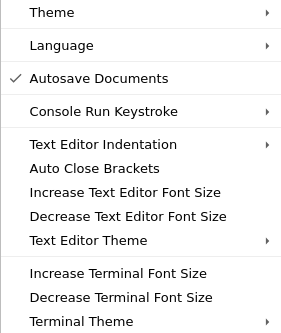 Theme
Language
Autosave Documents
Console Run Keystroke
Text Editor Indentation
Auto Close Brackets
Increase Text Editor Font Size
Decrease Text Editor Font Size
Text Editor Theme
Increase Terminal Font Size
Decrease Terminal Font Size
Terminal Theme